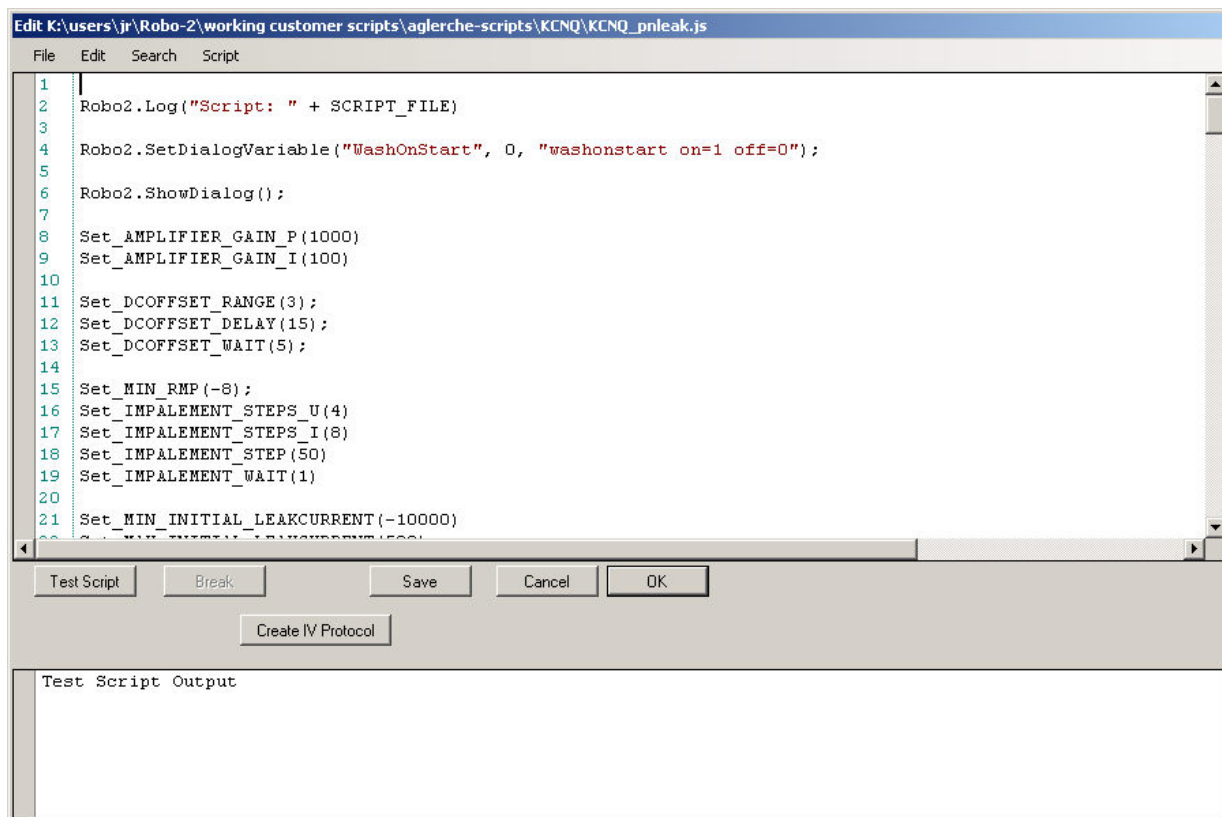 Edit K:\users\jr\Robo-2\working customer scripts\aglerche-scripts\KCNQ\KCNQ_pnleak.js
File Edit Search Script
1
2 Robo2.Log("Script: " + SCRIPT_FILE)
3
4 Robo2.SetDialogVariable("WashOnStart", 0, "washonstart on=1 off=0");
5
6 Robo2.ShowDialog();
7
8 Set_AMPLIFIER_GAIN_P(1000)
9 Set_AMPLIFIER_GAIN_I(100)
10
11 Set_DCOFFSET_RANGE(3);
12 Set_DCOFFSET_DELAY(15);
13 Set_DCOFFSET_WAIT(5);
14
15 Set_MIN_RMP(-8);
16 Set_IMPALEMENT_STEPS_U(4)
17 Set_IMPALEMENT_STEPS_I(8)
18 Set_IMPALEMENT_STEP(50)
19 Set_IMPALEMENT_WAIT(1)
20
21 Set_MIN_INITIAL_LEAKCURRENT(-10000)
Test Script Break Save Cancel OK
Create IV Protocol
Test Script Output